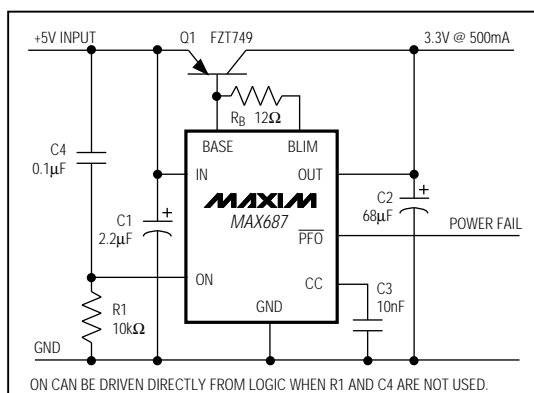 +5V INPUT
Q1 FZT749
3.3V @ 500mA
RB 12Ω
BASE
BLIM
C4
0.1µF
IN
OUT
MAXIM
MAX687
C1
2.2µF
+
C2
68µF
+
PFO
POWER FAIL
ON
CC
C3
10nF
R1
10kΩ
GND
GND
ON CAN BE DRIVEN DIRECTLY FROM LOGIC WHEN R1 AND C4 ARE NOT USED.